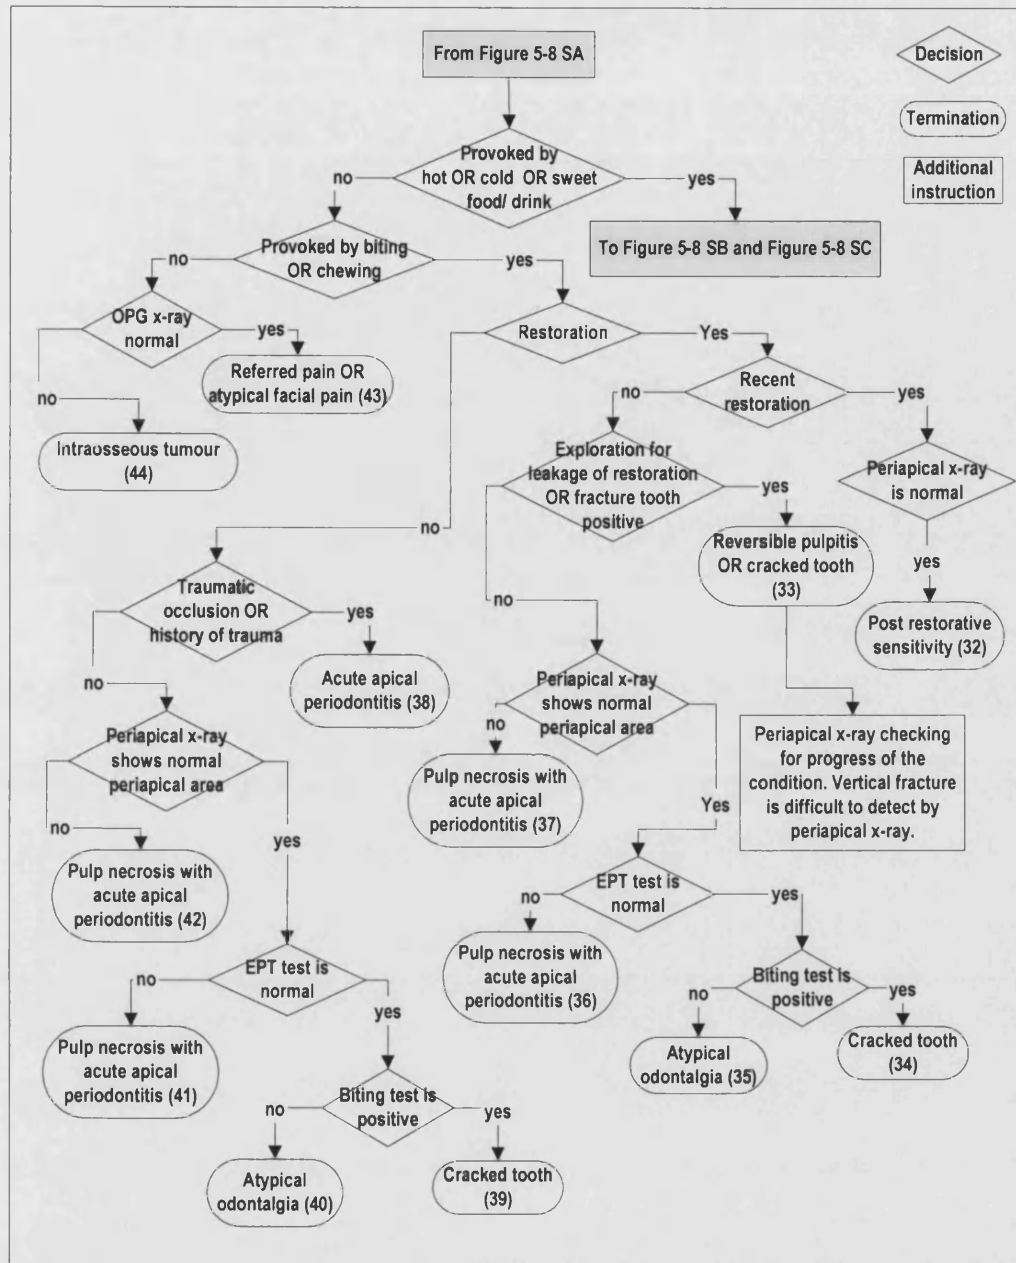 From Figure 5-8 SA
Decision
Termination
Additional
instruction
Provoked by
hot OR cold OR sweet
food/ drink
no
yes
To Figure 5-8 SB and Figure 5-8 SC
Provoked by biting
OR chewing
no
yes
OPG x-ray
normal
yes
no
Referred pain OR
atypical facial pain (43)
Intraosseous tumour
(44)
Restoration
Yes
no
Recent
restoration
no
yes
Exploration for
leakage of restoration
OR fracture tooth
positive
yes
no
Periapical x-ray
is normal
yes
Reversible pulpitis
OR cracked tooth
(33)
Post restorative
sensitivity (32)
Periapical x-ray checking
for progress of the
condition. Vertical fracture
is difficult to detect by
periapical x-ray.
Traumatic
occlusion OR
history of trauma
yes
no
Acute apical
periodontitis (38)
Periapical x-ray
shows normal
periapical area
no
Yes
Pulp necrosis with
acute apical
periodontitis (37)
Periapical x-ray
shows normal
periapical area
no
yes
Pulp necrosis with
acute apical
periodontitis (42)
EPT test is
normal
no
yes
Pulp necrosis with
acute apical
periodontitis (36)
Biting test is
positive
no
yes
Atypical
odontalgia (35)
Cracked tooth
(34)
EPT test is
normal
no
yes
Pulp necrosis with
acute apical
periodontitis (41)
Biting test is
positive
no
yes
Atypical
odontalgia (40)
Cracked tooth
(39)